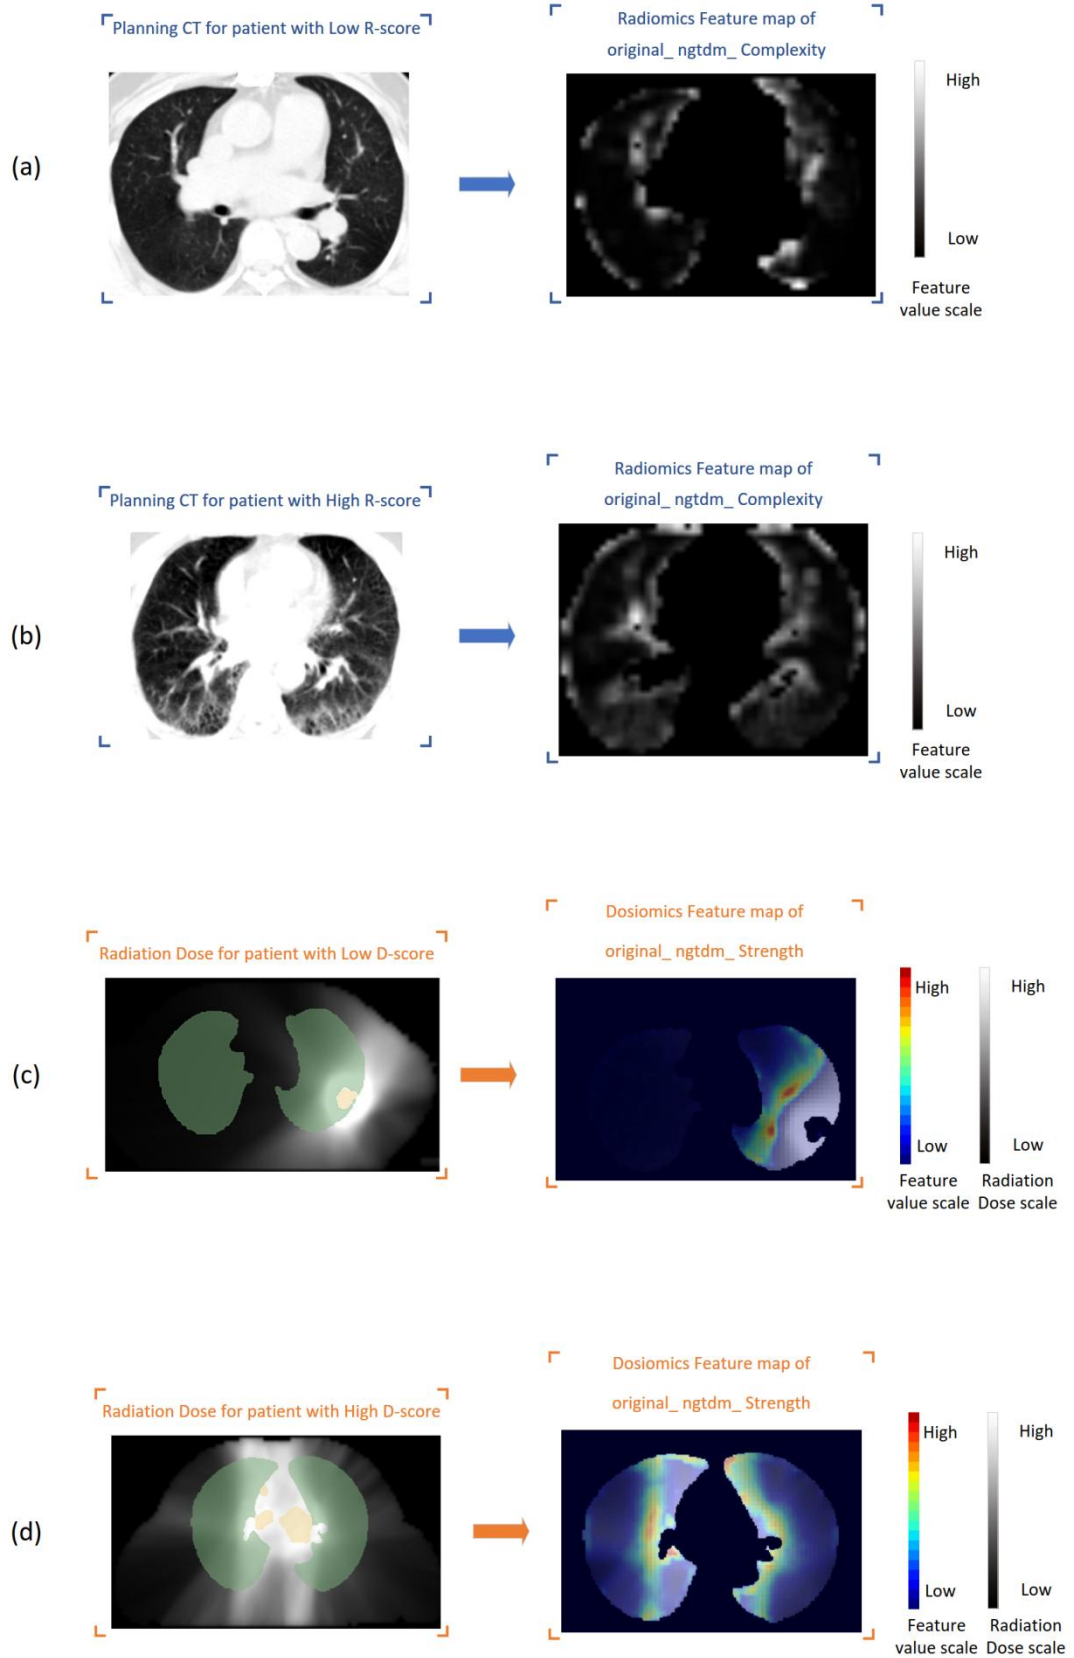 Planning CT for patient with Low R-score
Radiomics Feature map of
original_ ngtdm_ Complexity
(a)
High
Low
Feature
value scale
Planning CT for patient with High R-score
Radiomics Feature map of
original_ ngtdm_ Complexity
(b)
High
Low
Feature
value scale
Radiation Dose for patient with Low D-score
Dosiomics Feature map of
original_ ngtdm_ Strength
(c)
High
High
Low
Low
Feature
value scale
Radiation
Dose scale
Radiation Dose for patient with High D-score
Dosiomics Feature map of
original_ ngtdm_ Strength
(d)
High
High
Low
Low
Feature
value scale
Radiation
Dose scale